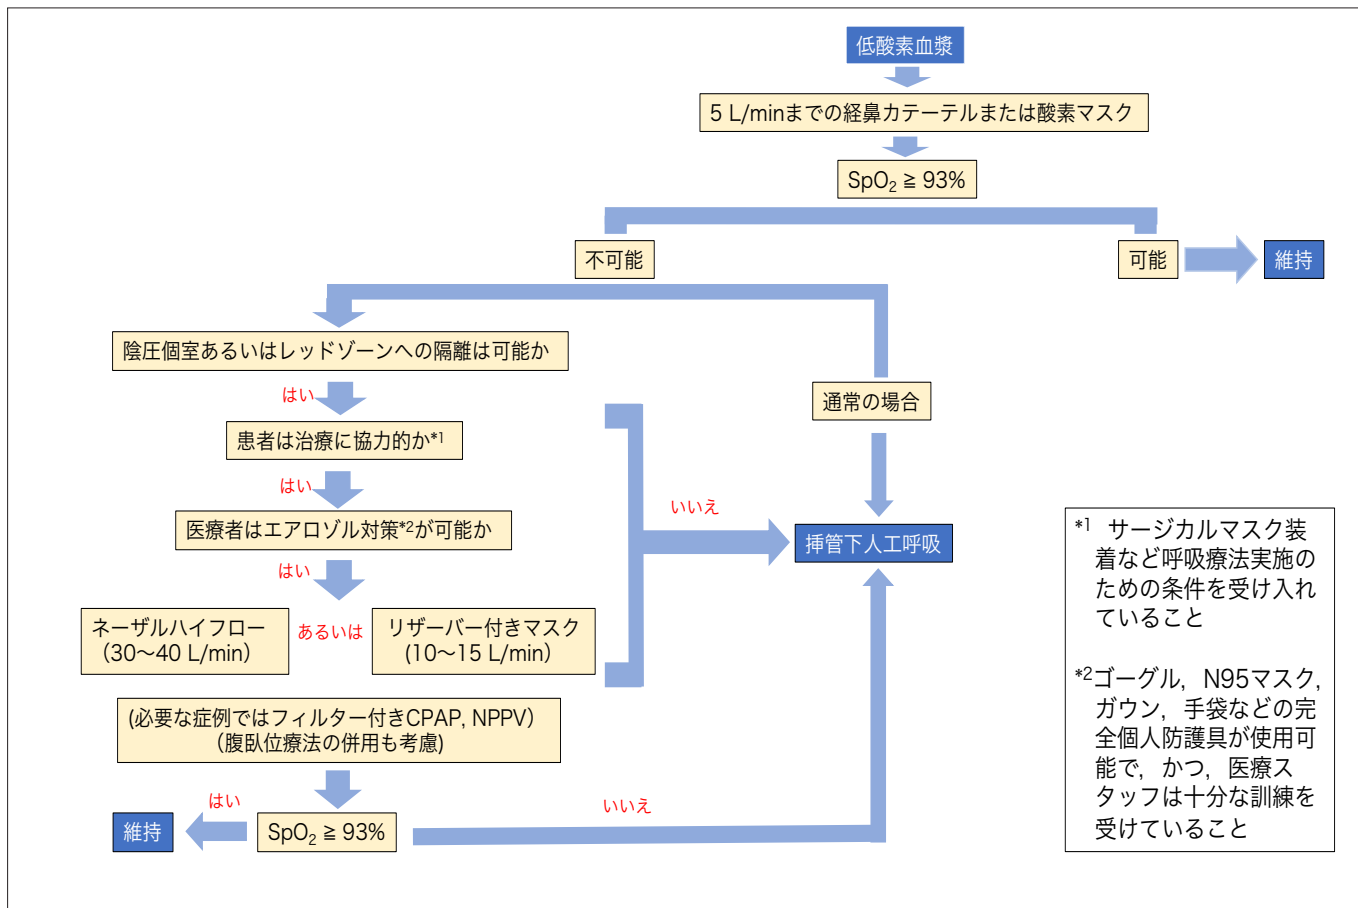 低酸素血漿
5 L/minまでの経鼻カテーテルまたは酸素マスク
SpO₂ ≧ 93%
不可能
可能
維持
陰圧個室あるいはレッドゾーンへの隔離は可能か
はい
通常の場合
患者は治療に協力的か*1
はい
医療者はエアロゾル対策*2が可能か
いいえ
挿管下人工呼吸
はい
ネーザルハイフロー
（30〜40 L/min）
あるいは
リザーバー付きマスク
(10〜15 L/min）
(必要な症例ではフィルター付きCPAP, NPPV）
（腹臥位療法の併用も考慮)
はい
いいえ
維持
SpO₂ ≧ 93%
*1 サージカルマスク装
着など呼吸療法実施の
ための条件を受け入れ
ていること
*2ゴーグル，N95マスク，
ガウン，手袋などの完
全個人防護具が使用可
能で，かつ，医療ス
タッフは十分な訓練を
受けていること